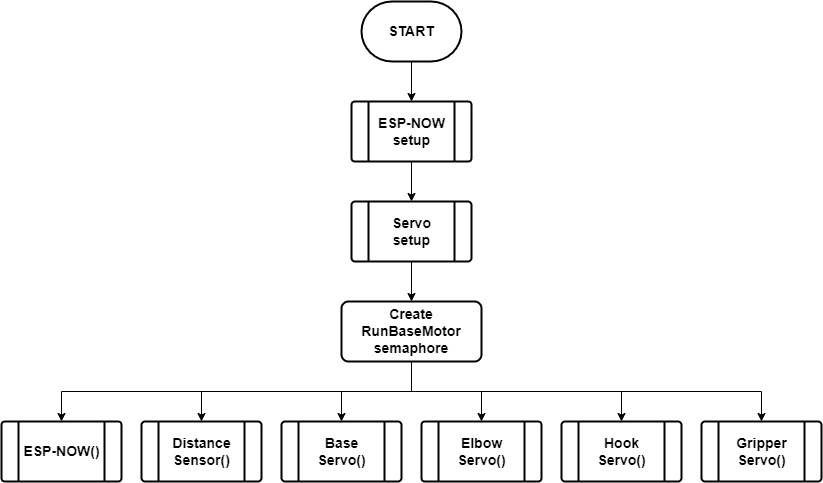 START
ESP-NOW
setup
Servo
setup
Create
RunBaseMotor
semaphore
ESP-NOW()
Distance
Sensor()
Base
Servo()
Elbow
Servo()
Hook
Servo()
Gripper
Servo()